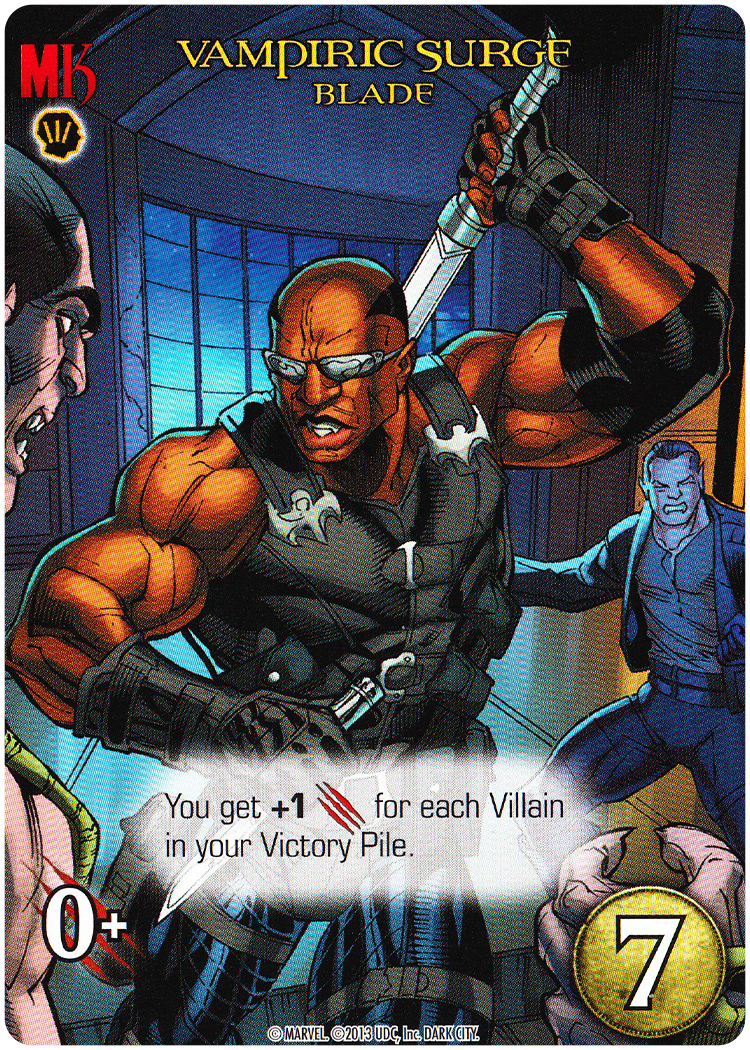 MK
VAMPIRIC SURGE
BLADE
You get +1 for each Villain
in your Victory Pile.
0+
7
© MARVEL. ©2013 UDC, Inc. DARK CITY.